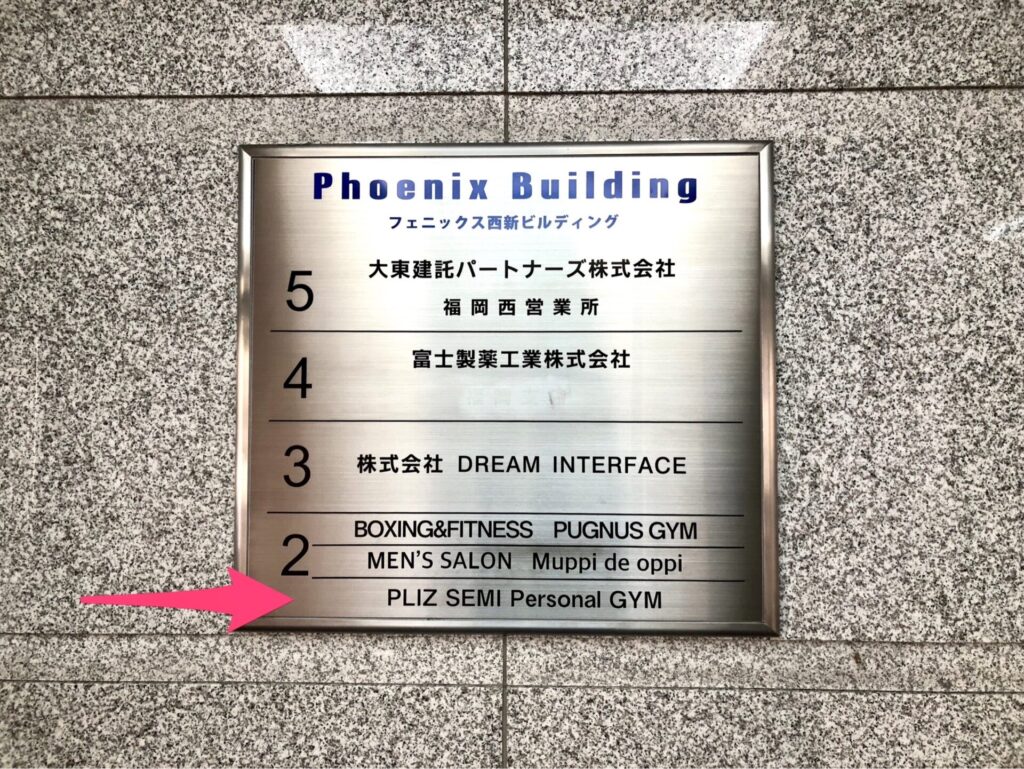 Phoenix Building
フェニックス西新ビルディング
5 大東建託パートナーズ株式会社
福岡西営業所
4 富士製薬工業株式会社
3 株式会社 DREAM INTERFACE
BOXING&FITNESS PUGNUS GYM
2 MEN'S SALON Muppi de oppi
PLIZ SEMI Personal GYM